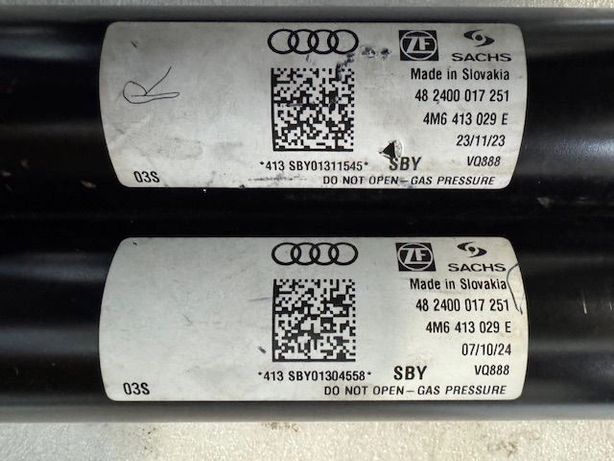 ZF SACHS
Made in Slovakia
48 2400 017 251
4M6 413 029 E
23/11/23
*413 SBY01311545* SBY VQ888
03S DO NOT OPEN-GAS PRESSURE
R
ZF SACHS
Made in Slovakia
48 2400 017 251
4M6 413 029 E
07/10/24
*413 SBY01304558* SBY VQ888
03S DO NOT OPEN-GAS PRESSURE